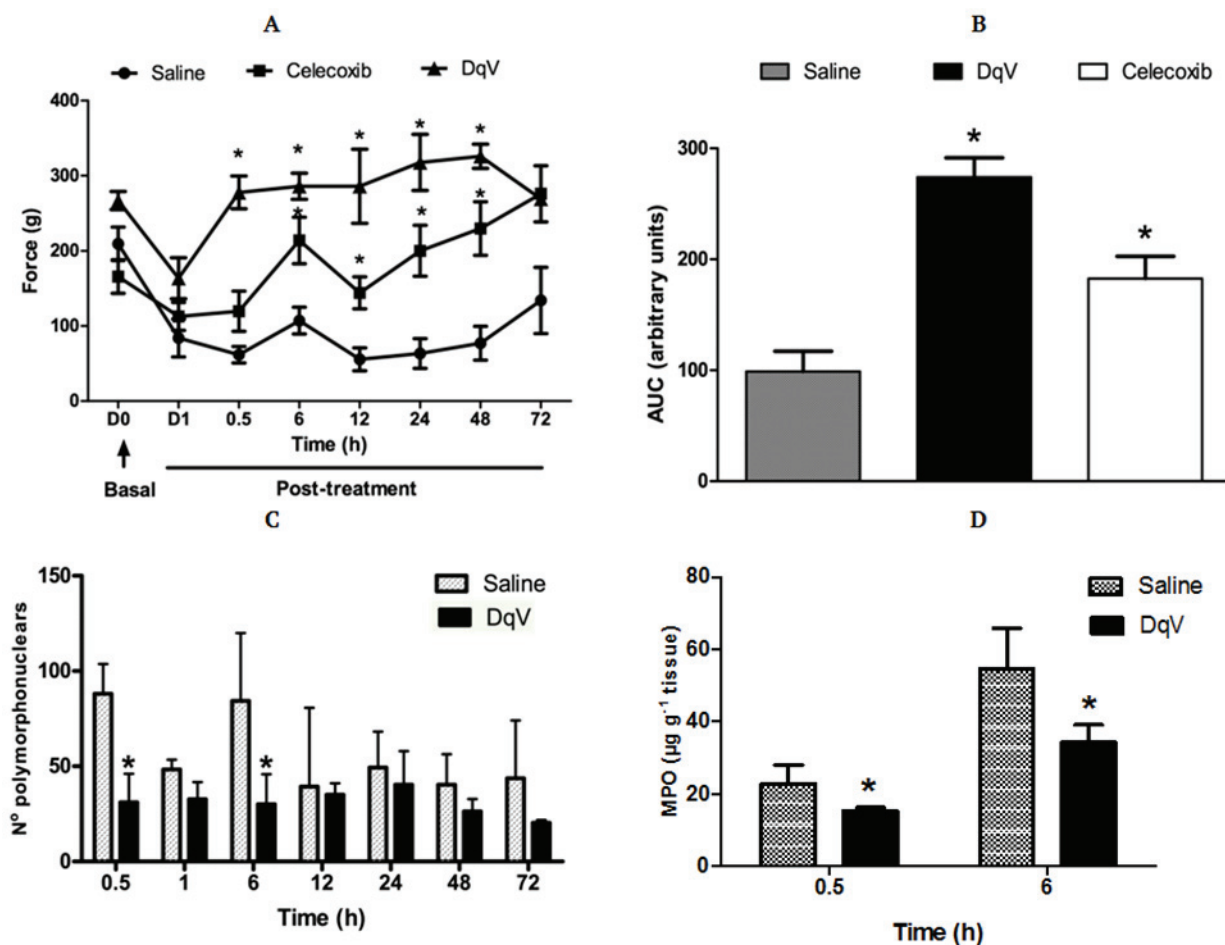 A
Saline Celecoxib DqV
400
300
200
100
0
Force (g)
* * * * *
* * * *
D0 D1 0.5 6 12 24 48 72
Time (h)
Basal Post-treatment
B
Saline DqV Celecoxib
300
200
100
0
AUC (arbitrary units)
* *
C
Saline
DqV
150
100
50
0
N° polymorphonuclears
* *
0.5 1 6 12 24 48 72
Time (h)
D
Saline
DqV
80
60
40
20
0
MPO (µg g⁻¹ tissue)
* *
0.5 6
Time (h)